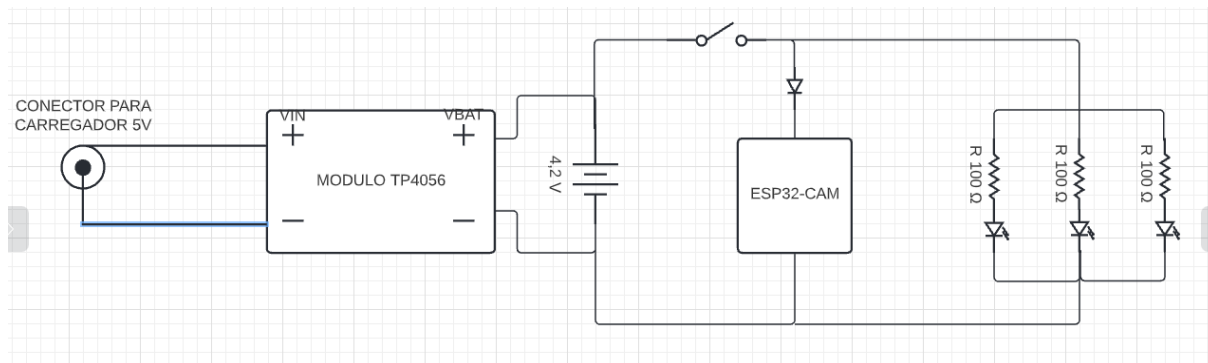 CONECTOR PARA
CARREGADOR 5V
VIN
VBAT
MODULO TP4056
4,2 V
ESP32-CAM
R 100 Ω
R 100 Ω
R 100 Ω